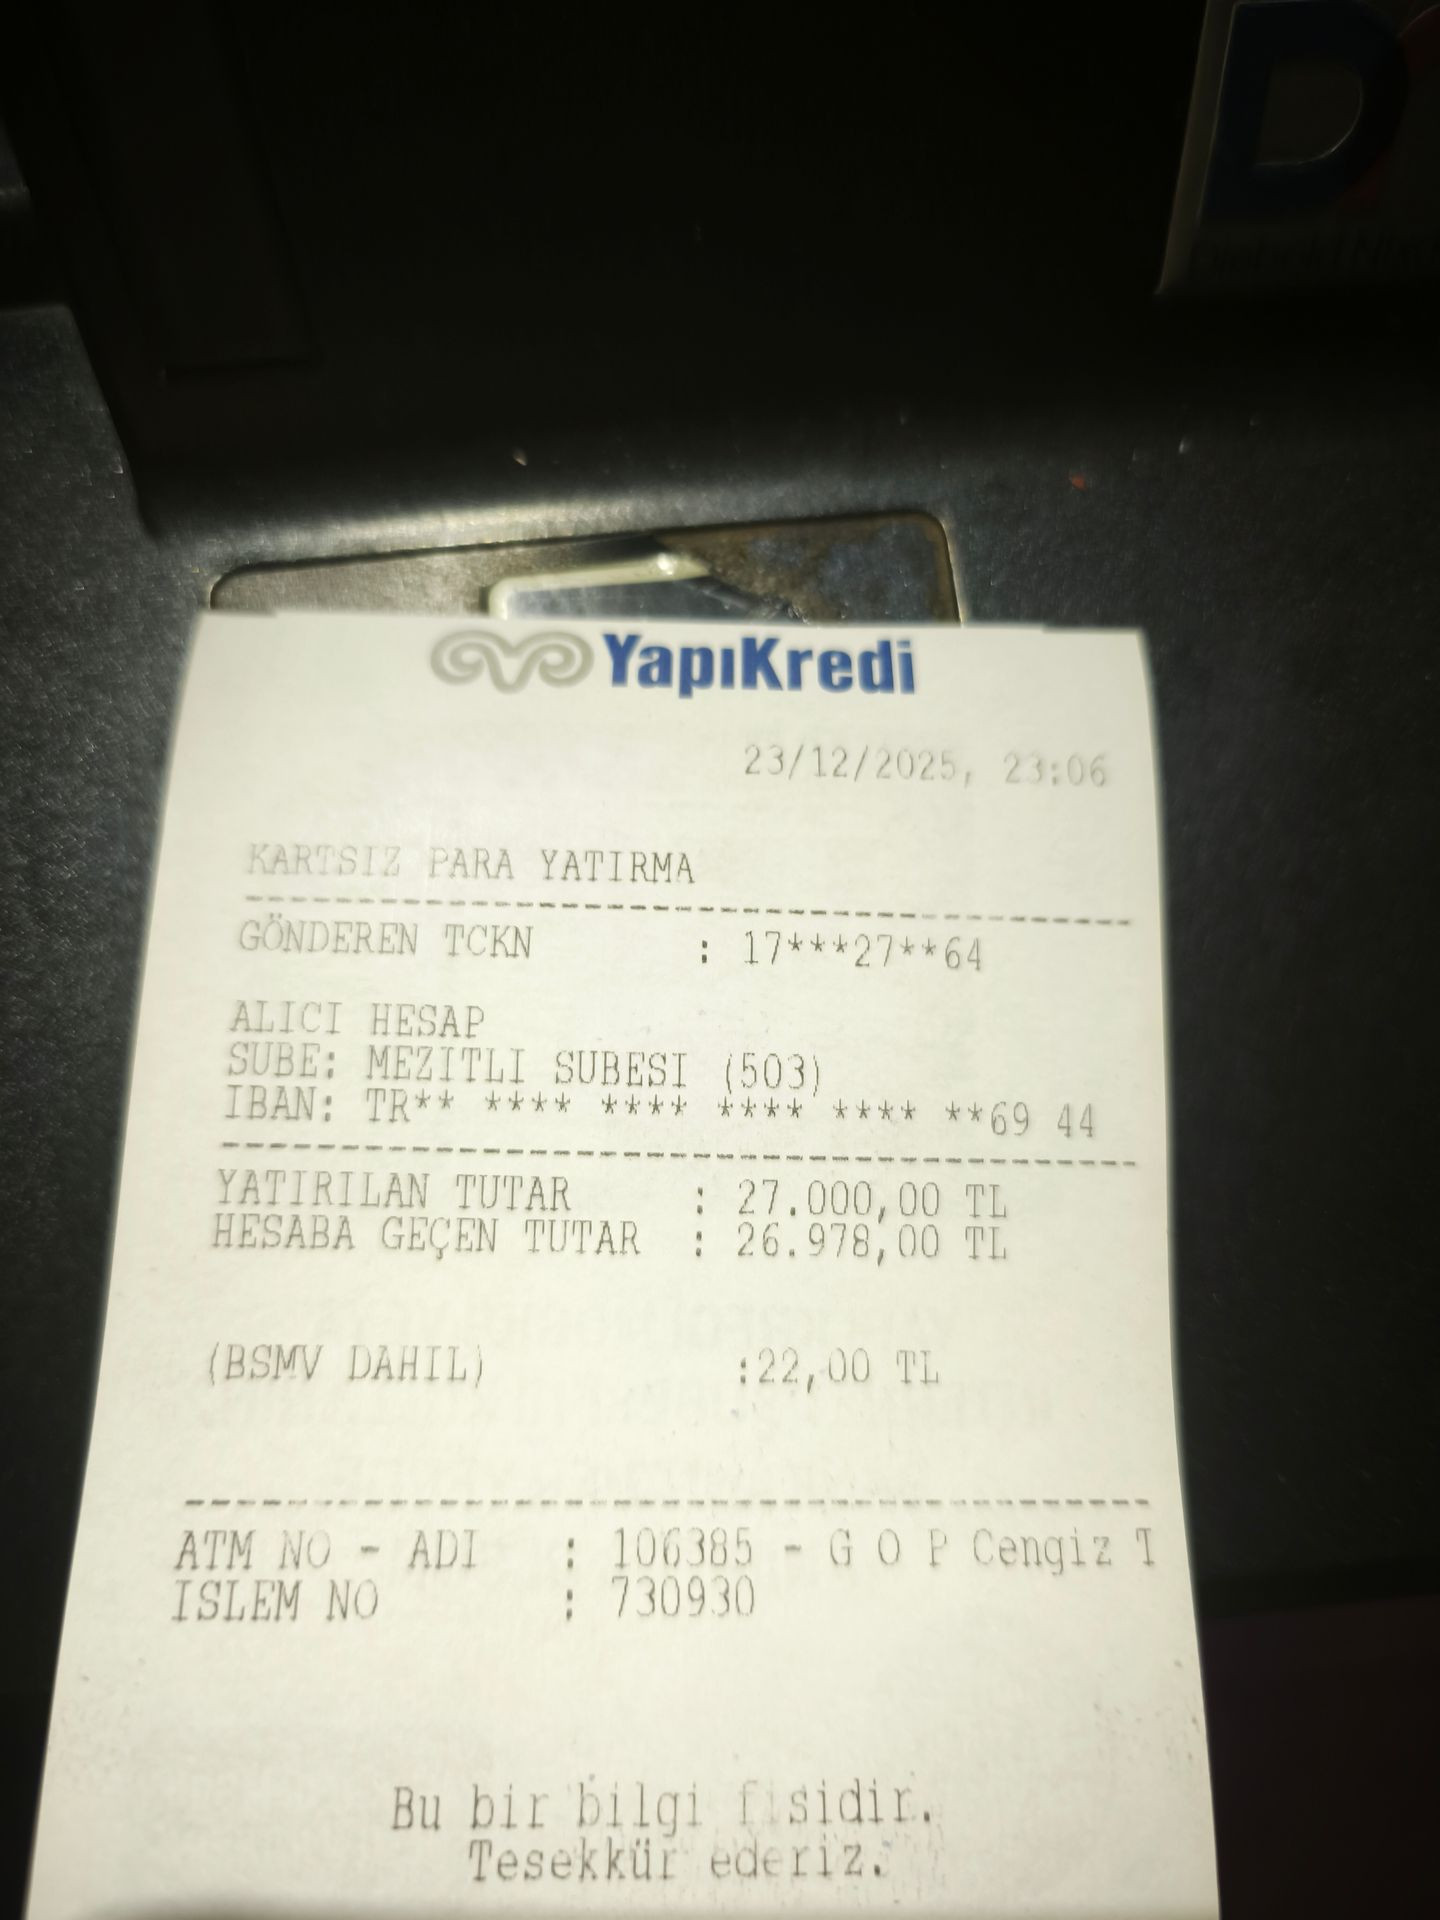 YapıKredi
23/12/2025, 23:06
KARTSIZ PARA YATIRMA
GÖNDEREN TCKN : 17***27**64
ALICI HESAP
SUBE: MEZITLI SUBESI (503)
IBAN: TR** **** **** **** **** **69 44
YATIRILAN TUTAR : 27.000,00 TL
HESABA GEÇEN TUTAR : 26.978,00 TL
(BSMV DAHIL) :22,00 TL
ATM NO - ADI : 106385 - G O P Cengiz T
ISLEM NO : 730930
Bu bir bilgi fisidir.
Tesekkür ederiz.